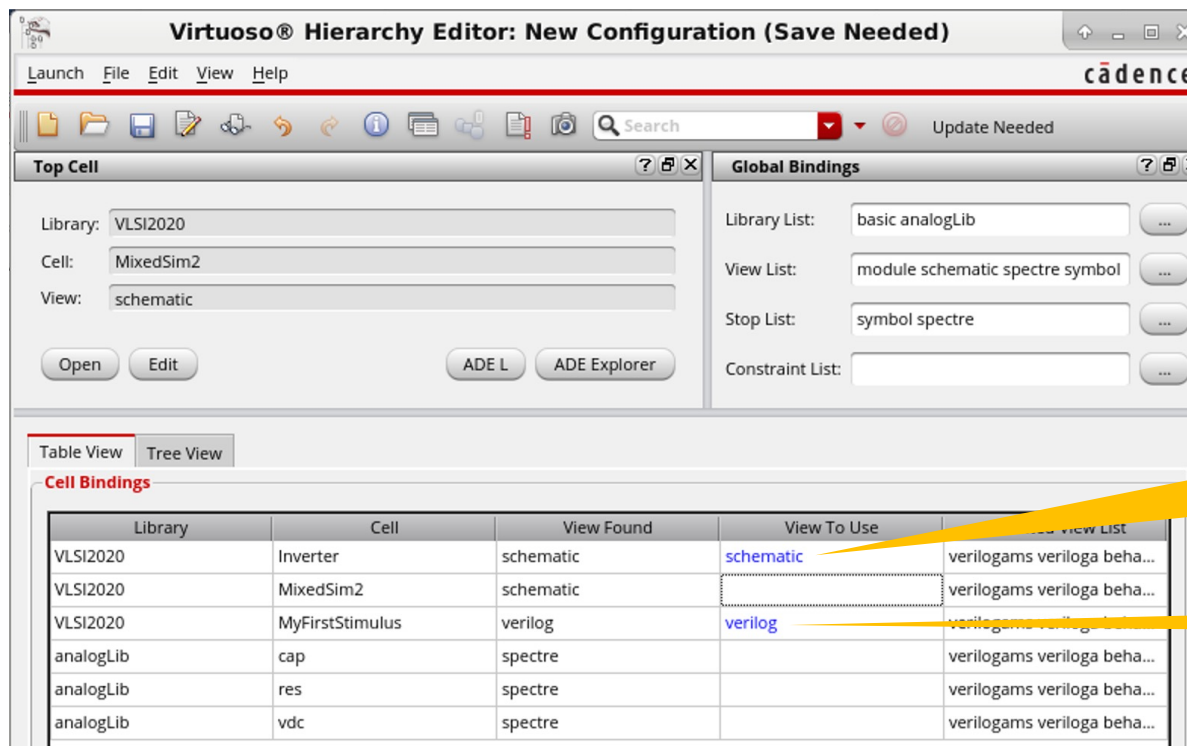 Virtuoso® Hierarchy Editor: New Configuration (Save Needed)
Launch File Edit View Help
cādence
Search Update Needed
Top Cell
Library: VLSI2020
Cell: MixedSim2
View: schematic
Open Edit ADE L ADE Explorer
Global Bindings
Library List: basic analogLib ...
View List: module schematic spectre symbol ...
Stop List: symbol spectre ...
Constraint List: ...
Table View Tree View
Cell Bindings
Library Cell View Found View To Use View List
VLSI2020 Inverter schematic schematic verilogams veriloga beha...
VLSI2020 MixedSim2 schematic verilogams veriloga beha...
VLSI2020 MyFirstStimulus verilog verilog verilogams veriloga beha...
analogLib cap spectre verilogams veriloga beha...
analogLib res spectre verilogams veriloga beha...
analogLib vdc spectre verilogams veriloga beha...